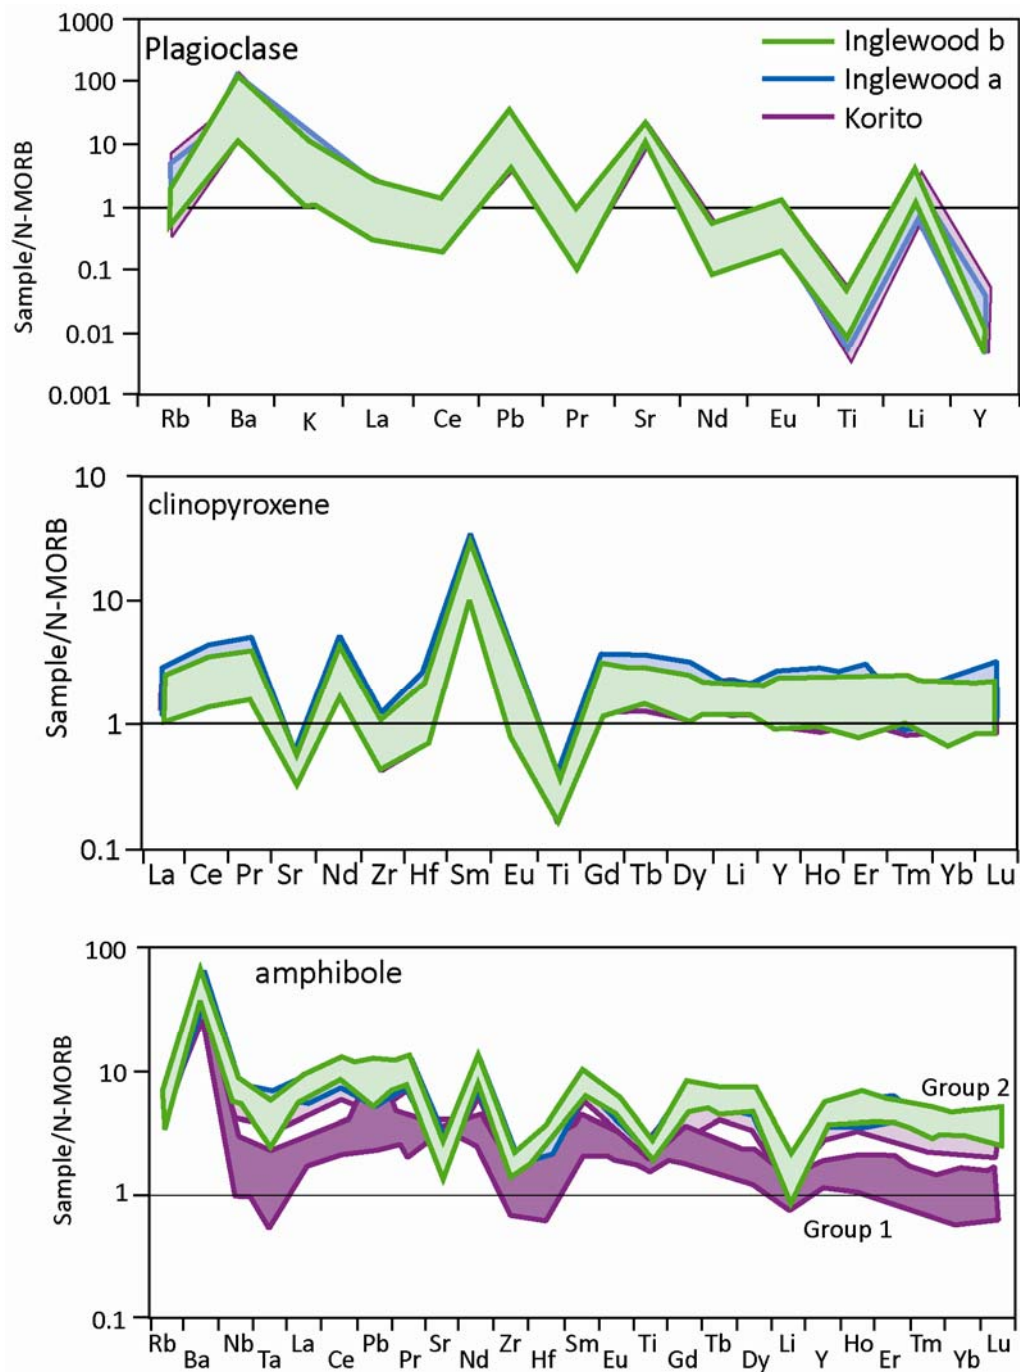 1000
Plagioclase
Inglewood b
Inglewood a
Korito
100
10
1
0.1
0.01
0.001
Sample/N-MORB
Rb Ba K La Ce Pb Pr Sr Nd Eu Ti Li Y
10
clinopyroxene
10
1
0.1
Sample/N-MORB
La Ce Pr Sr Nd Zr Hf Sm Eu Ti Gd Tb Dy Li Y Ho Er Tm Yb Lu
100
amphibole
10
Group 2
1
Group 1
0.1
Sample/N-MORB
Rb Ba Nb Ta La Ce Pb Pr Sr Nd Zr Hf Sm Eu Ti Gd Tb Dy Li Y Ho Er Tm Yb Lu